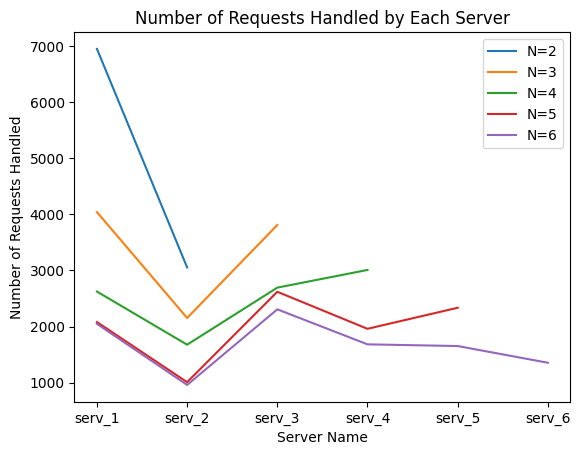 Number of Requests Handled by Each Server
Number of Requests Handled
7000
6000
5000
4000
3000
2000
1000
N=2
N=3
N=4
N=5
N=6
serv_1 serv_2 serv_3 serv_4 serv_5 serv_6
Server Name